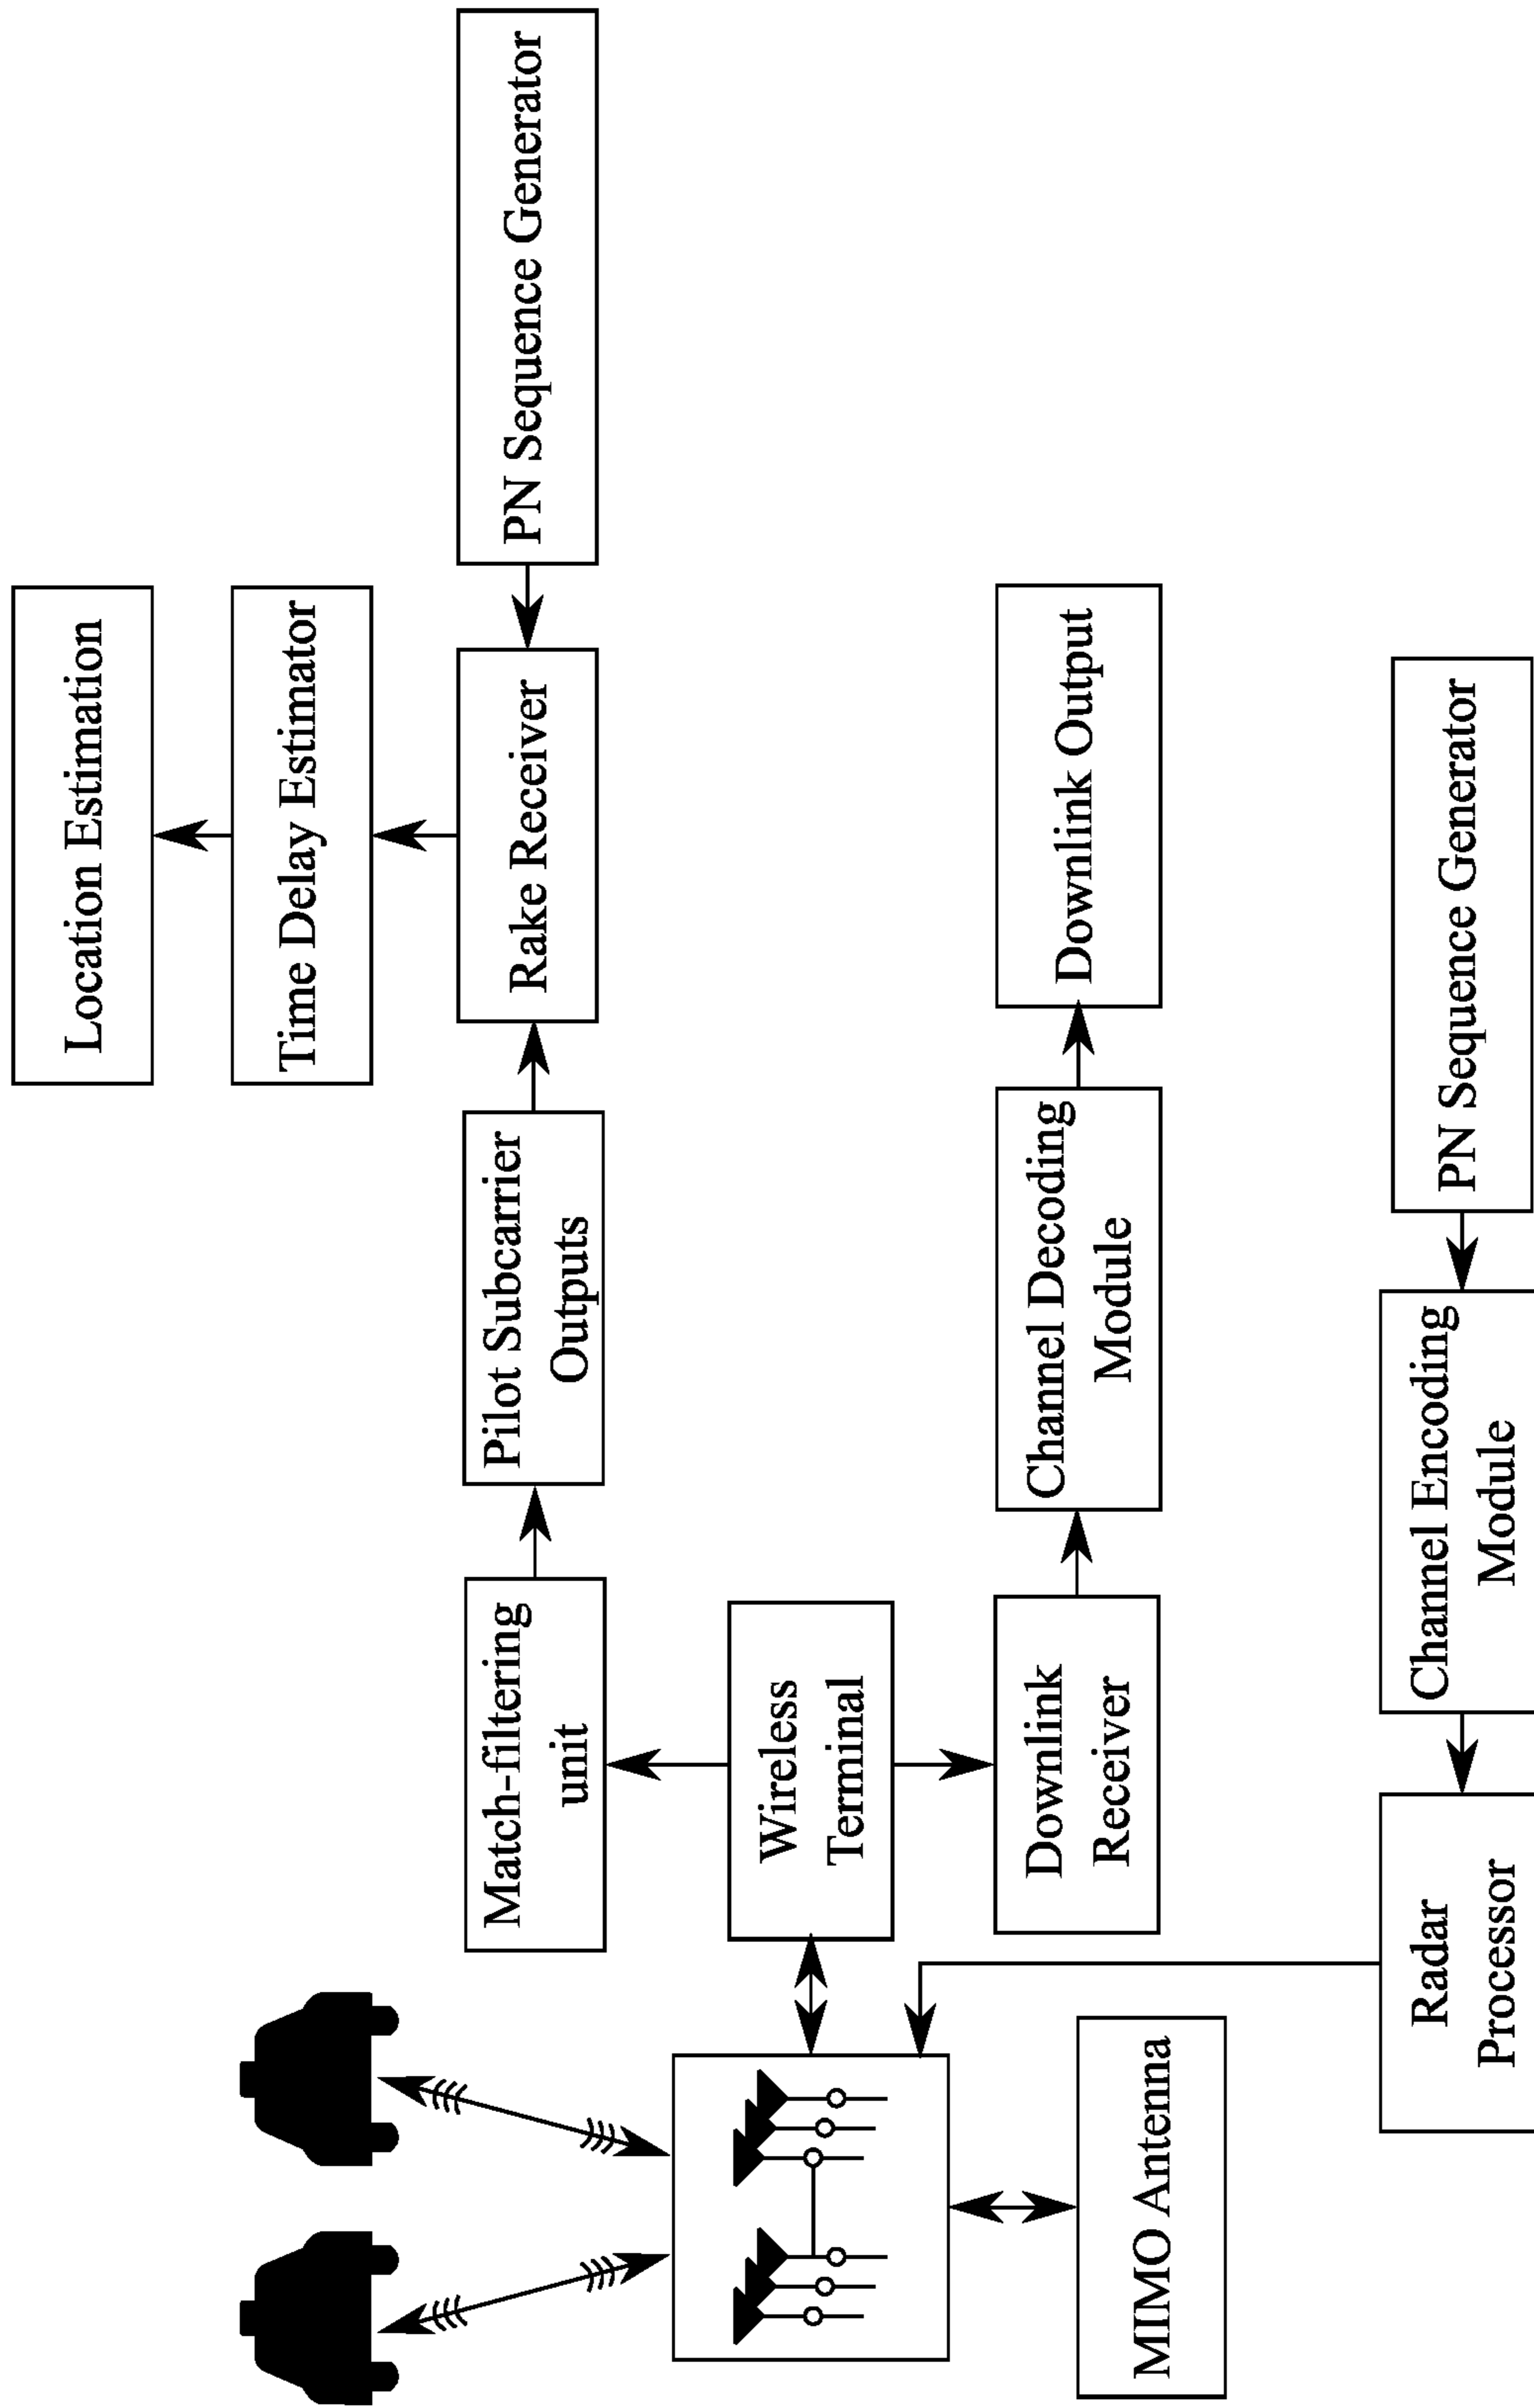 Location Estimation
Time Delay Estimator
Match-filtering
unit
Pilot Subcarrier
Outputs
Rake Receiver
PN Sequence Generator
Wireless
Terminal
Downlink
Receiver
Channel Decoding
Module
Downlink Output
MIMO Antenna
Radar
Processor
Channel Encoding
Module
PN Sequence Generator